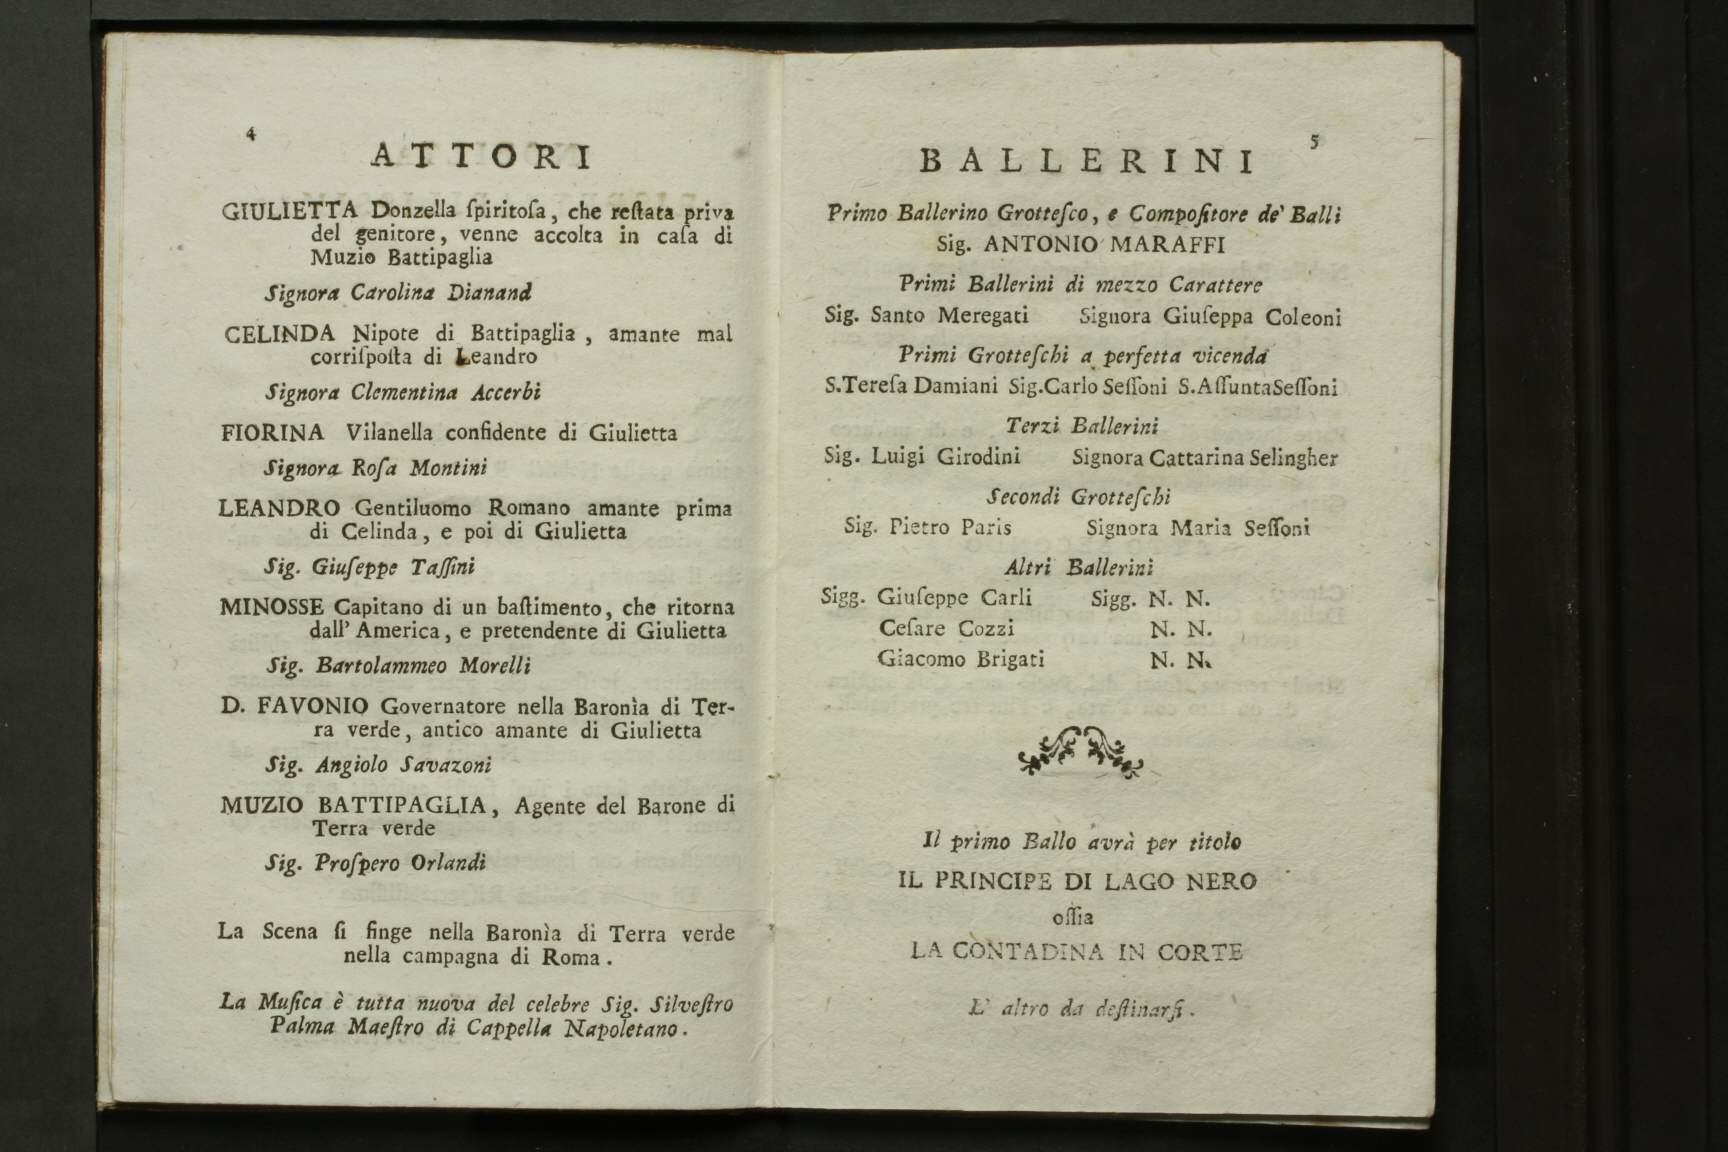 4
ATTORI
GIULIETTA Donzella ſpiritoſa, che reſtata priva
del genitore, venne accolta in caſa di
Muzio Battipaglia
Signora Carolina Dianand
CELINDA Nipote di Battipaglia, amante mal
corriſpoſta di Leandro
Signora Clementina Accerbi
FIORINA Vilanella confidente di Giulietta
Signora Roſa Montini
LEANDRO Gentiluomo Romano amante prima
di Celinda, e poi di Giulietta
Sig. Giuſeppe Taſſini
MINOSSE Capitano di un baſtimento, che ritorna
dall' America, e pretendente di Giulietta
Sig. Bartolammeo Morelli
D. FAVONIO Governatore nella Baronìa di Ter-
ra verde, antico amante di Giulietta
Sig. Angiolo Savazoni
MUZIO BATTIPAGLIA, Agente del Barone di
Terra verde
Sig. Proſpero Orlandi
La Scena ſi finge nella Baronìa di Terra verde
nella campagna di Roma.
La Muſica è tutta nuova del celebre Sig. Silveſtro
Palma Maeſtro di Cappella Napoletano.
5
BALLERINI
Primo Ballerino Grotteſco, e Compoſitore de' Balli
Sig. ANTONIO MARAFFI
Primi Ballerini di mezzo Carattere
Sig. Santo Meregati Signora Giuſeppa Coleoni
Primi Grotteſchi a perfetta vicenda
S. Tereſa Damiani Sig. Carlo Seſſoni S. Aſſunta Seſſoni
Terzi Ballerini
Sig. Luigi Girodini Signora Cattarina Selingher
Secondi Grotteſchi
Sig. Pietro Paris Signora Maria Seſſoni
Altri Ballerini
Sigg. Giuſeppe Carli Sigg. N. N.
Ceſare Cozzi N. N.
Giacomo Brigati N. N.
Il primo Ballo avrà per titolo
IL PRINCIPE DI LAGO NERO
oſſia
LA CONTADINA IN CORTE
L' altro da deſtinarſi.